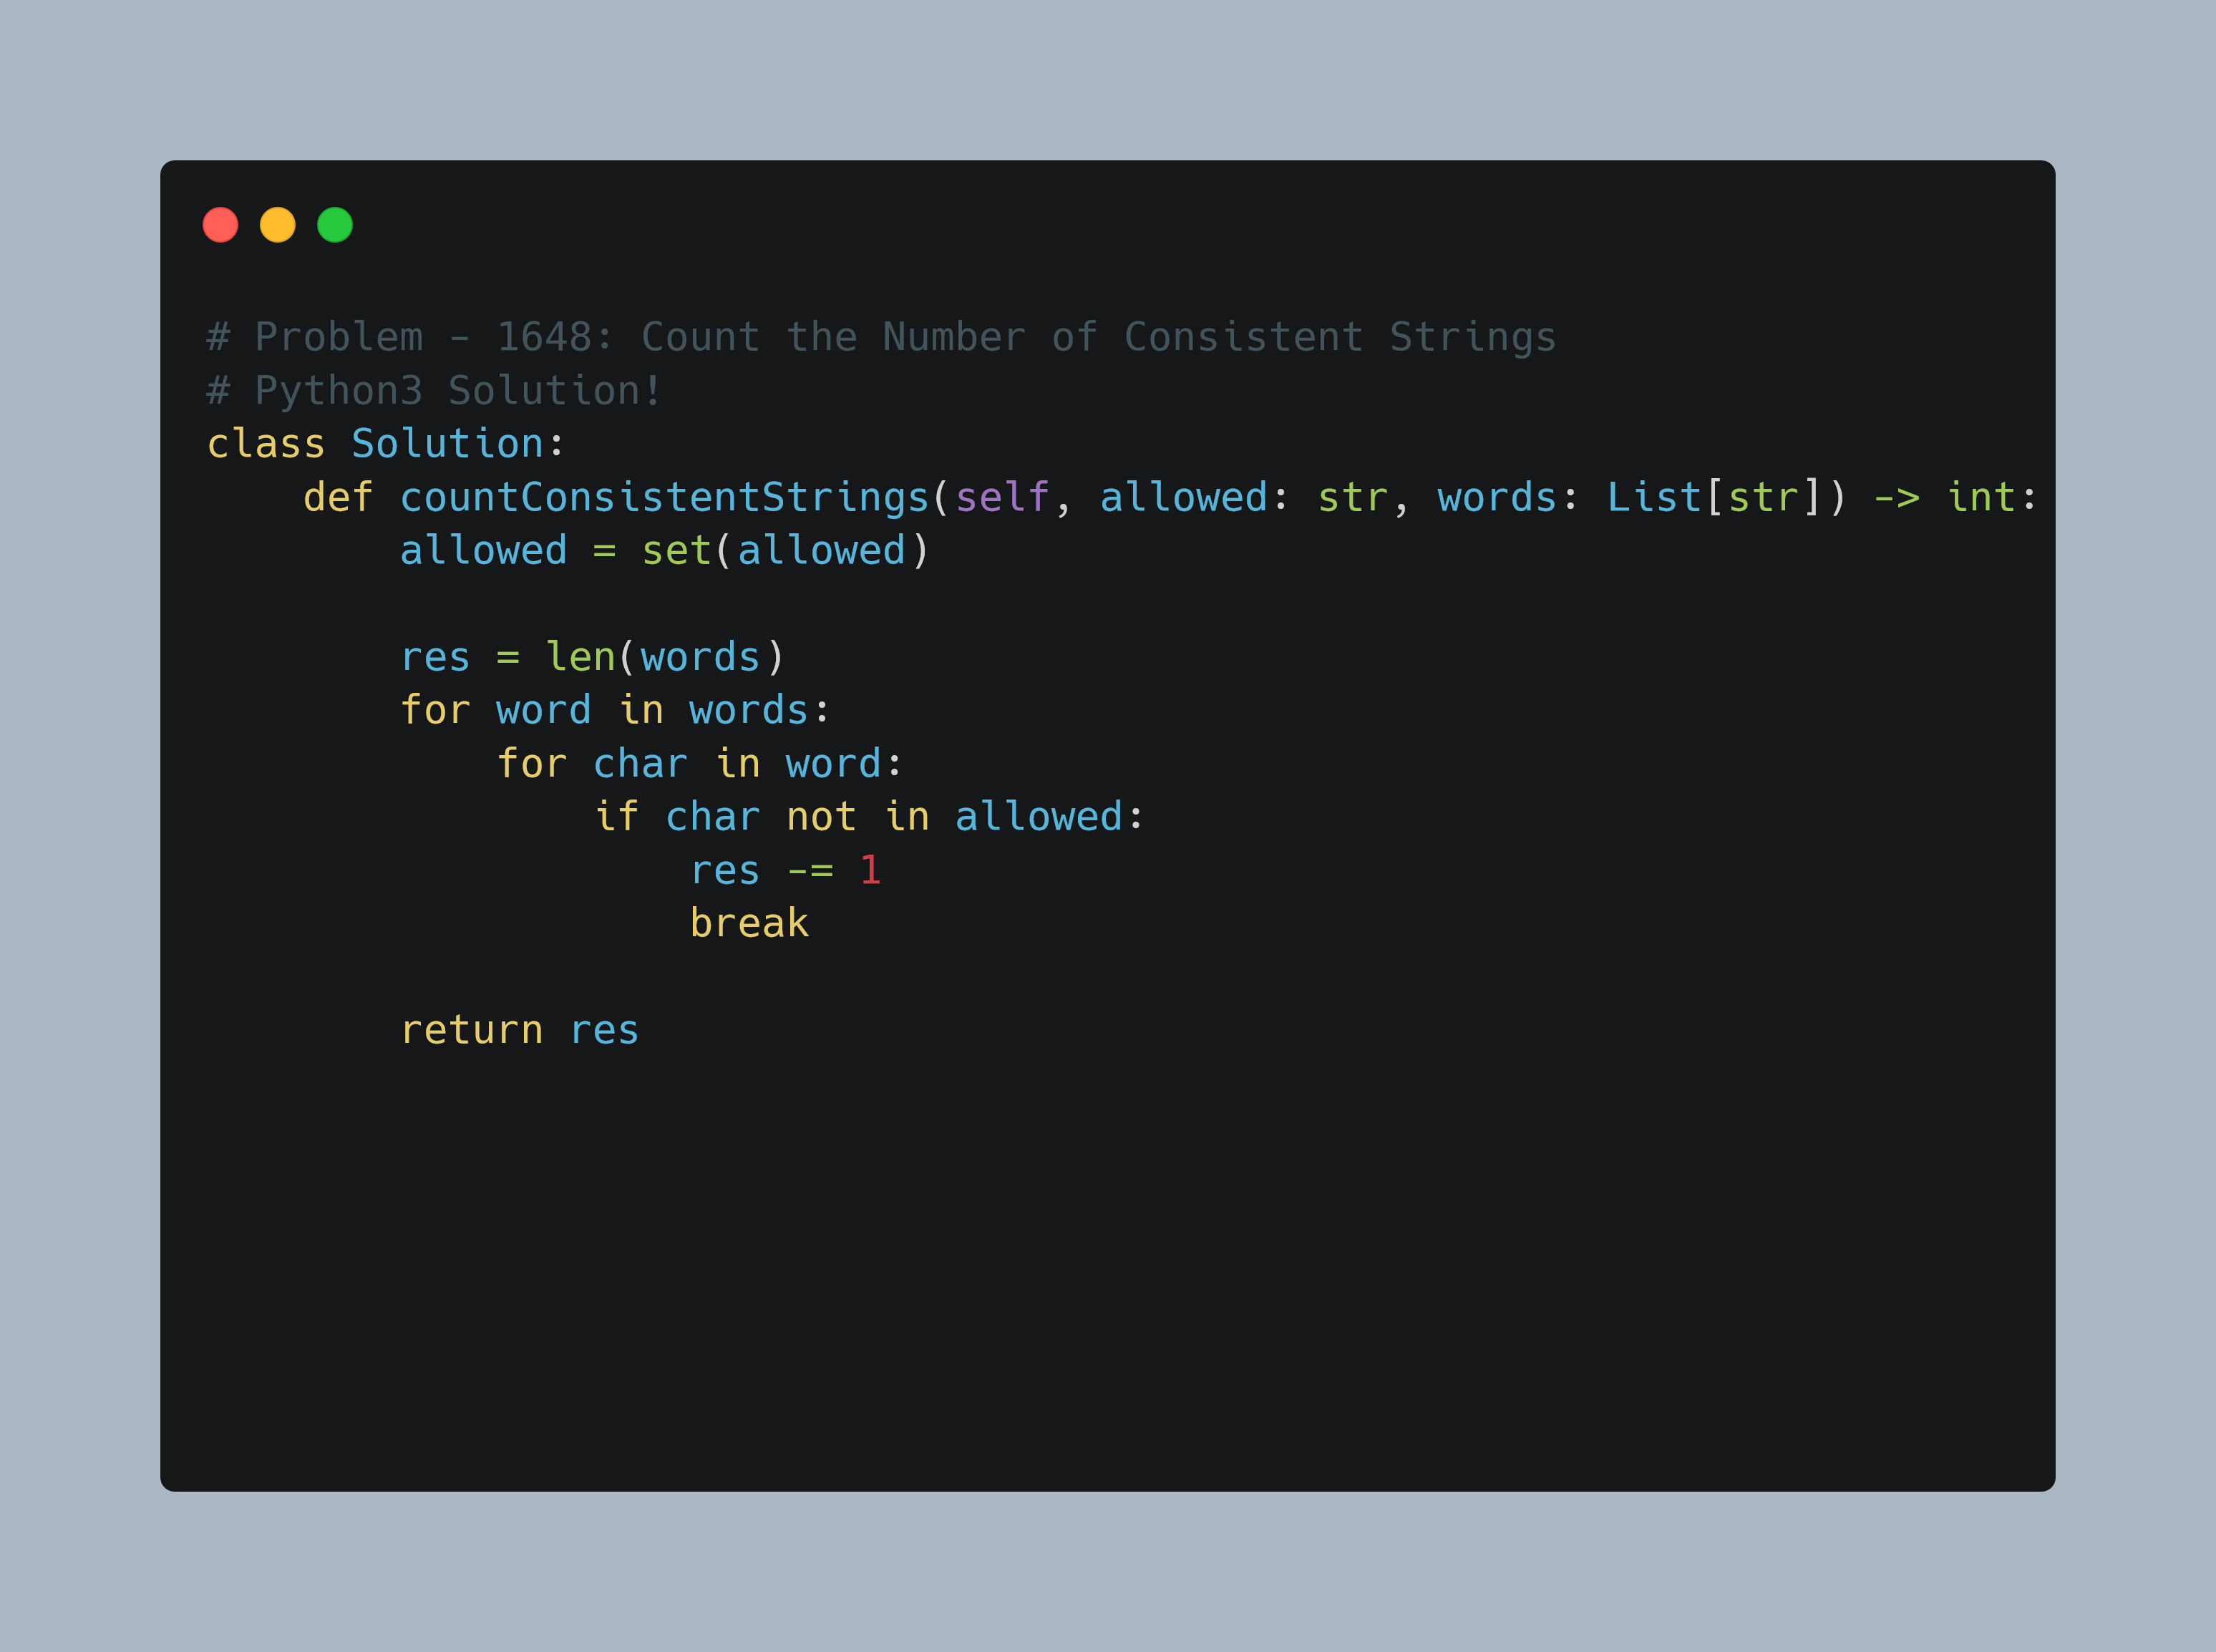 # Problem - 1648: Count the Number of Consistent Strings
# Python3 Solution!
class Solution:
    def countConsistentStrings(self, allowed: str, words: List[str]) -> int:
        allowed = set(allowed)

        res = len(words)
        for word in words:
            for char in word:
                if char not in allowed:
                    res -= 1
                    break

        return res